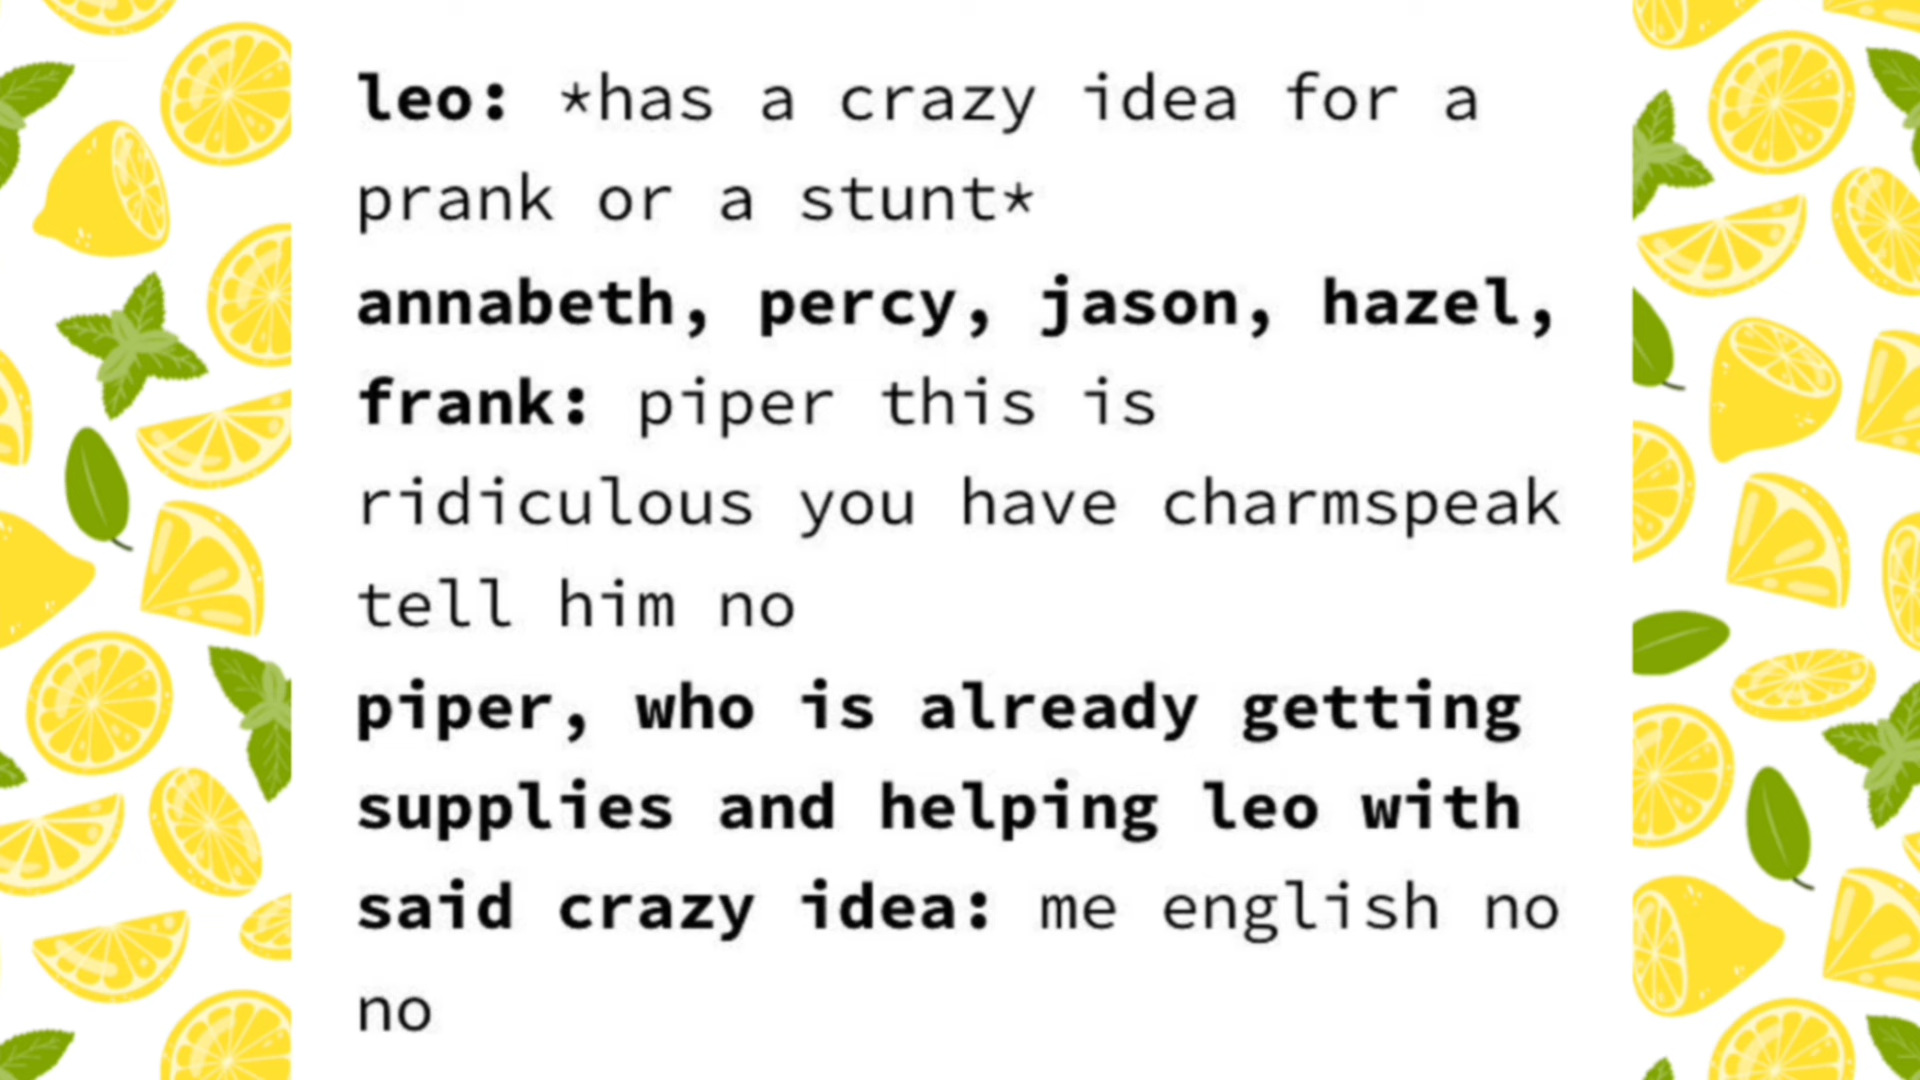 leo: *has a crazy idea for a
prank or a stunt*
annabeth, percy, jason, hazel,
frank: piper this is
ridiculous you have charmspeak
tell him no
piper, who is already getting
supplies and helping leo with
said crazy idea: me english no
no